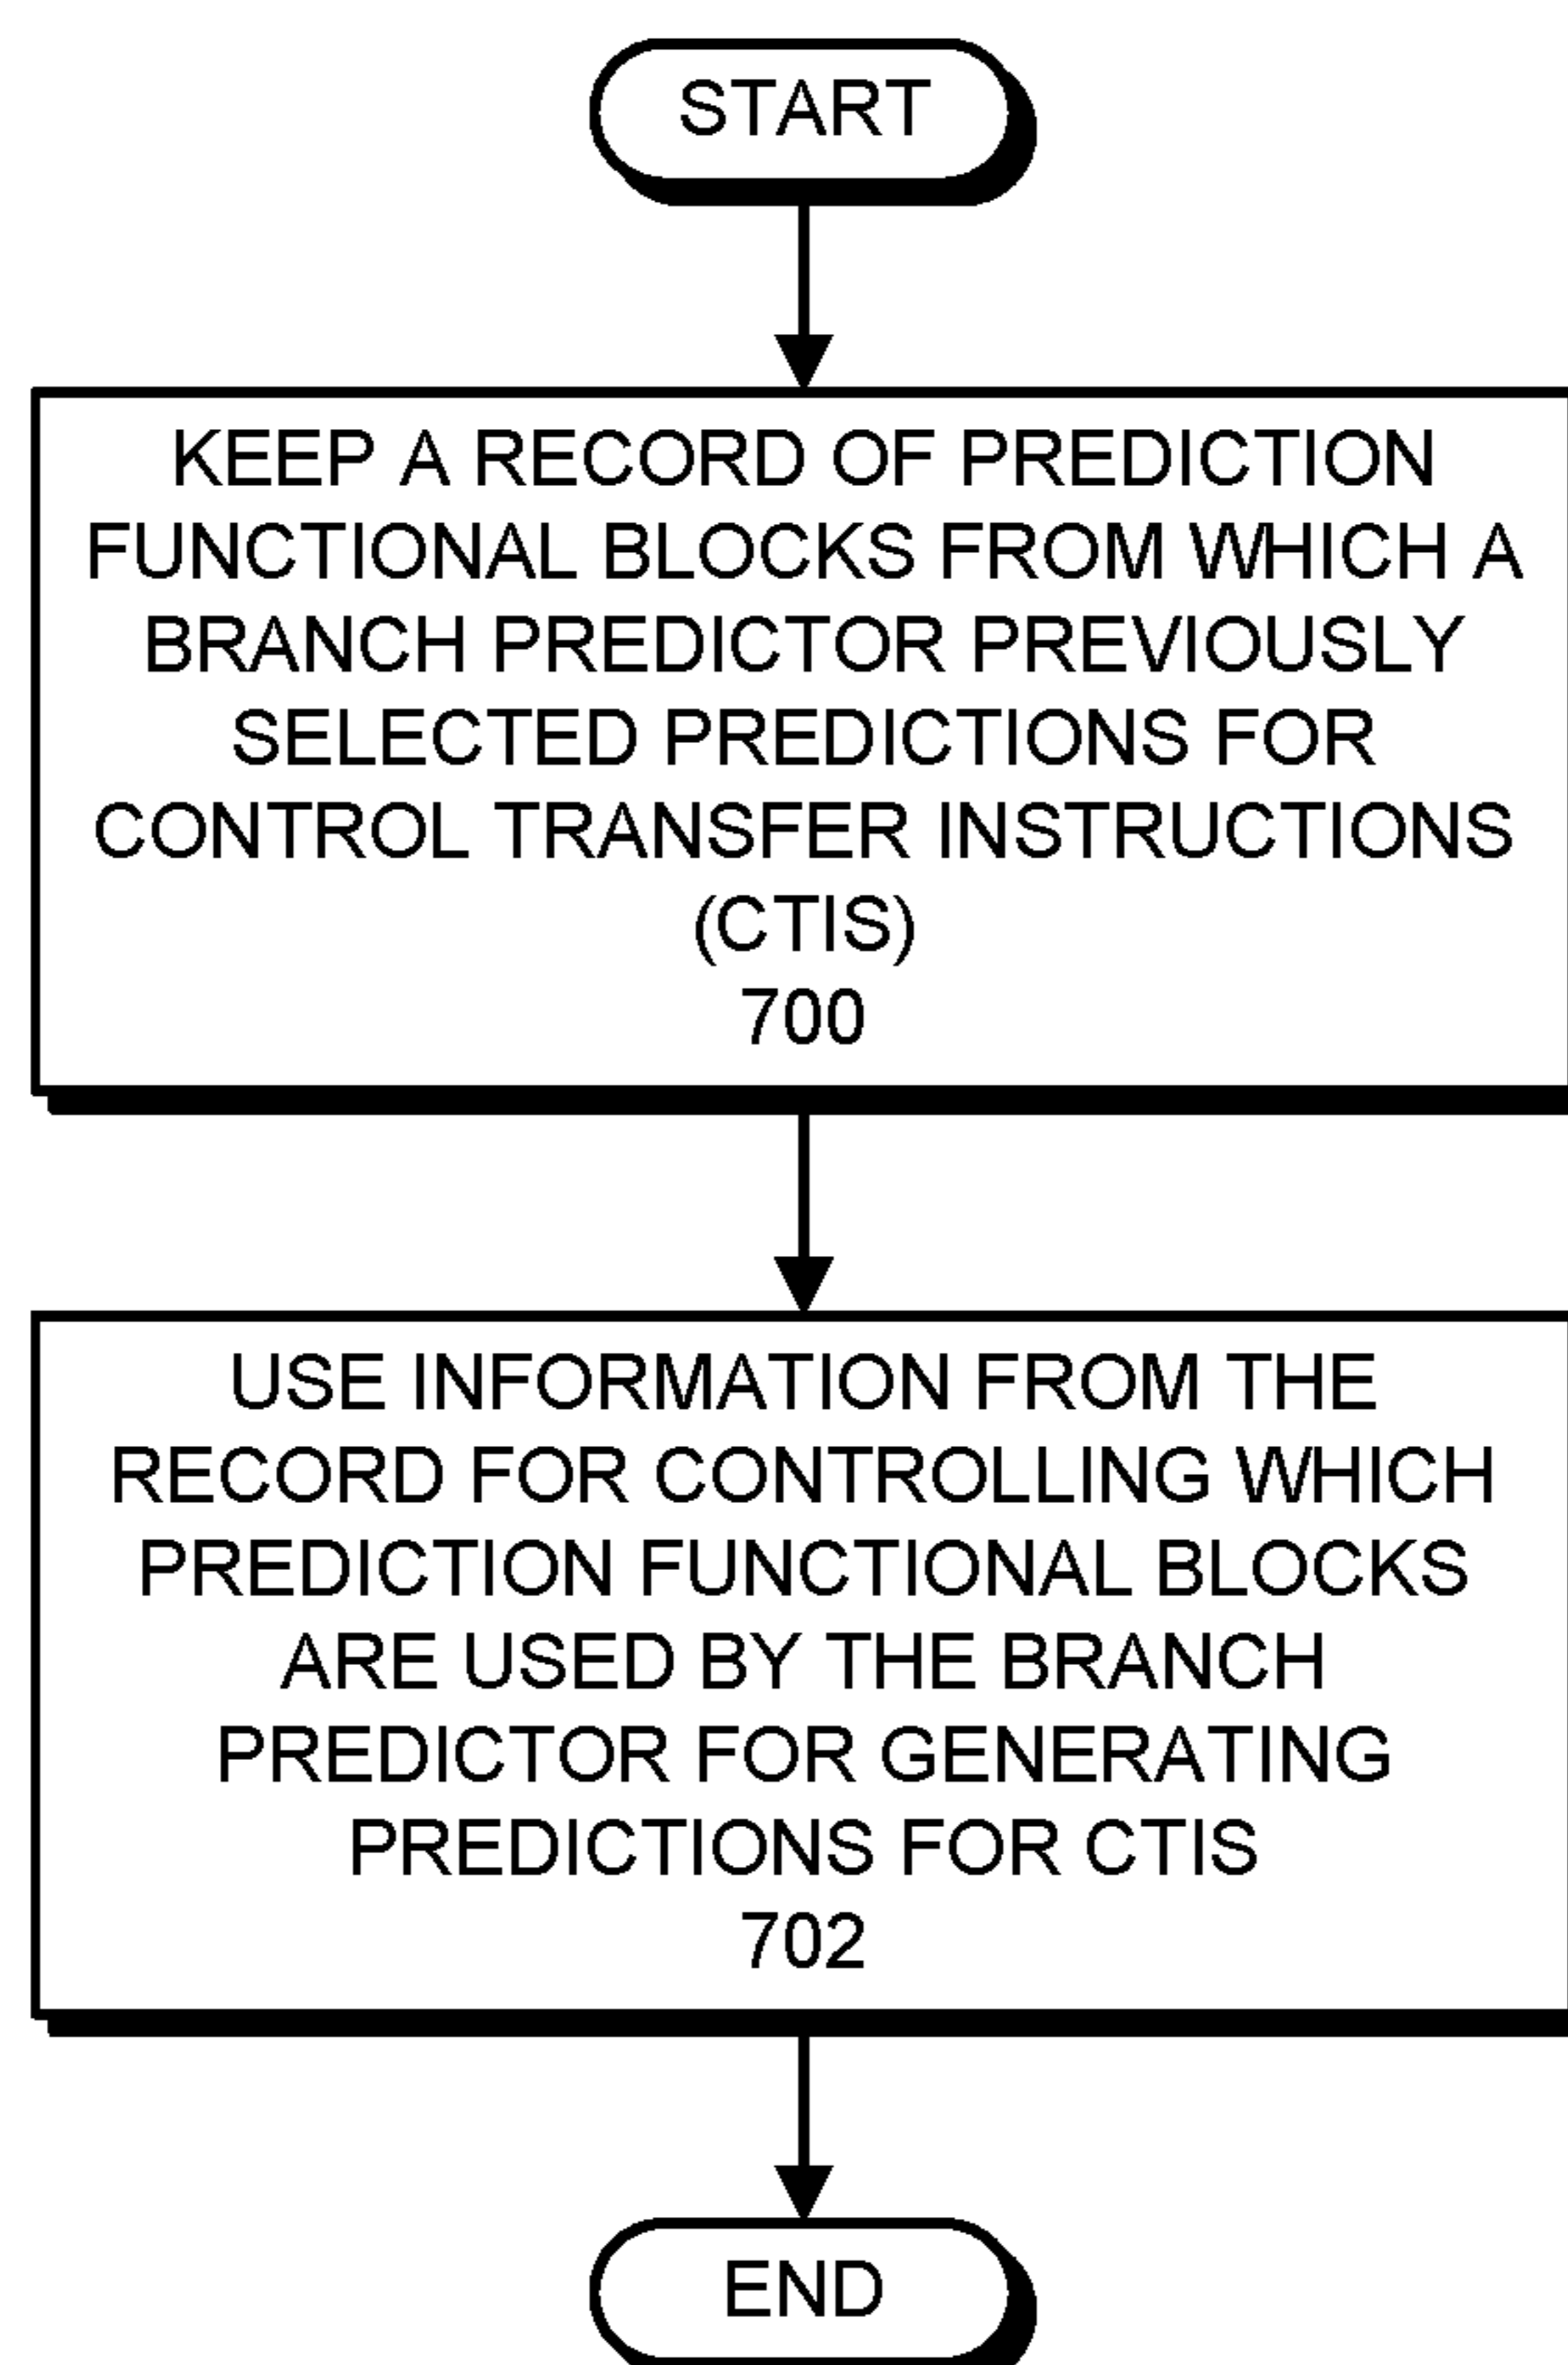 START
KEEP A RECORD OF PREDICTION
FUNCTIONAL BLOCKS FROM WHICH A
BRANCH PREDICTOR PREVIOUSLY
SELECTED PREDICTIONS FOR
CONTROL TRANSFER INSTRUCTIONS
(CTIS)
700
USE INFORMATION FROM THE
RECORD FOR CONTROLLING WHICH
PREDICTION FUNCTIONAL BLOCKS
ARE USED BY THE BRANCH
PREDICTOR FOR GENERATING
PREDICTIONS FOR CTIS
702
END